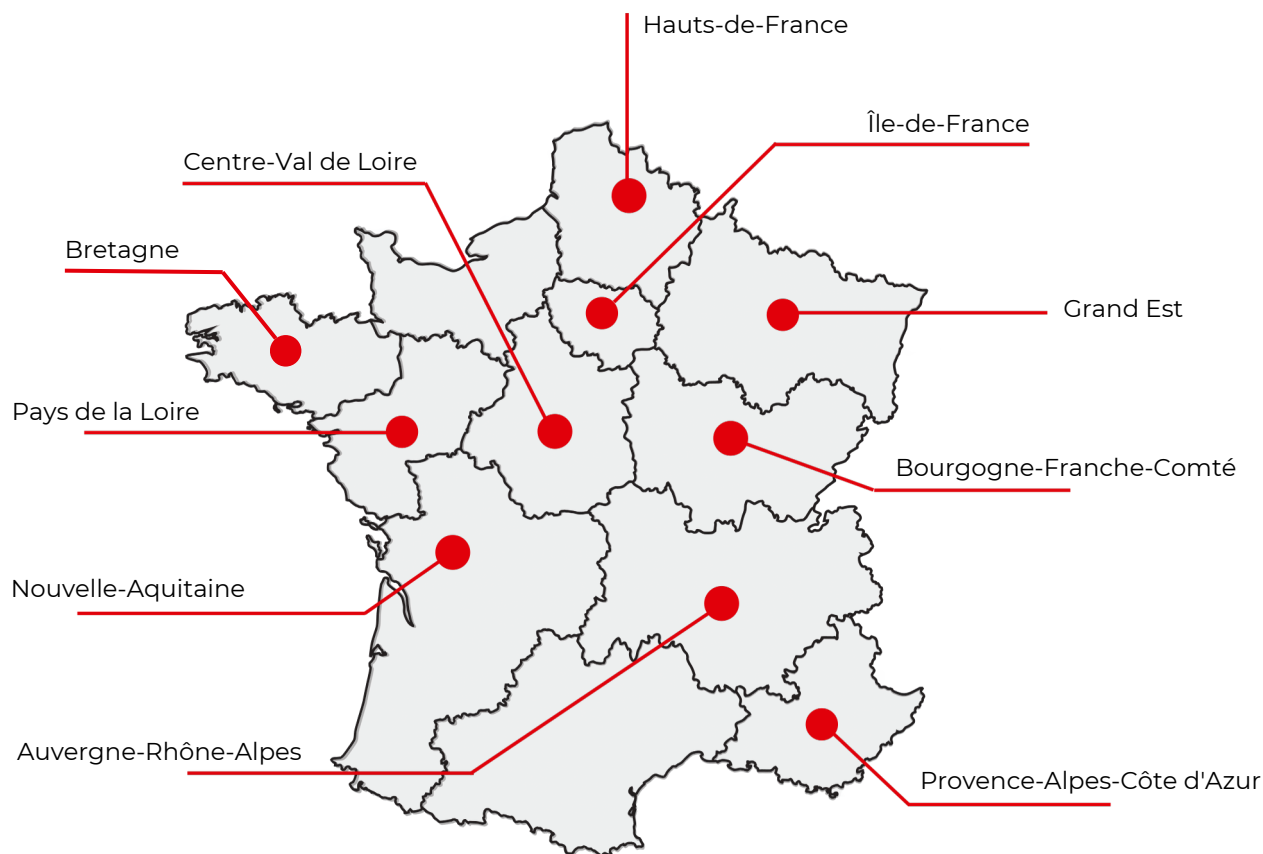 Hauts-de-France
Île-de-France
Centre-Val de Loire
Bretagne
Grand Est
Pays de la Loire
Bourgogne-Franche-Comté
Nouvelle-Aquitaine
Auvergne-Rhône-Alpes
Provence-Alpes-Côte d'Azur